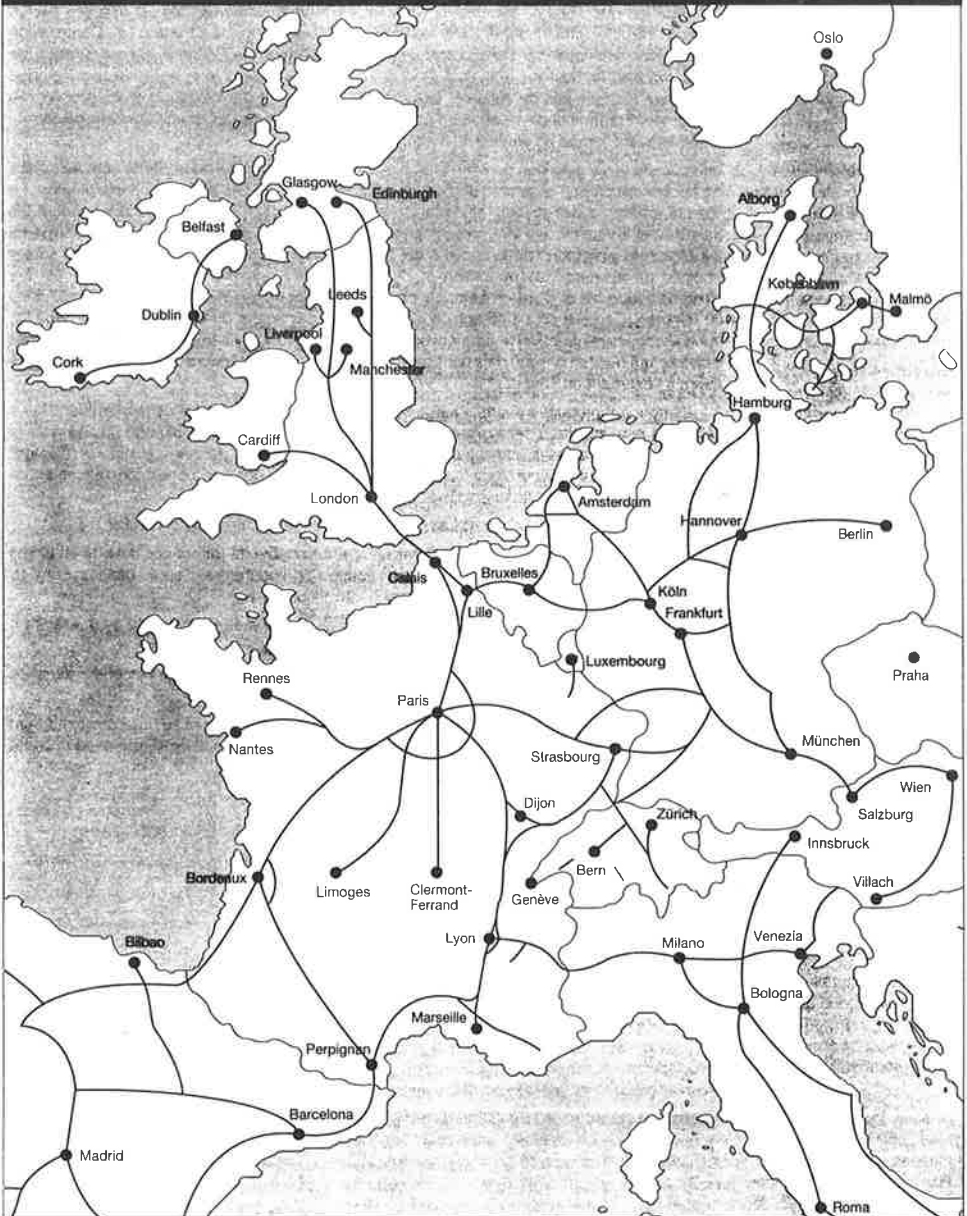 Oslo
Glasgow
Edinburgh
Alborg
Belfast
København
Leeds
Malmö
Dublin
Liverpool
Cork
Manchester
Hamburg
Cardiff
London
Amsterdam
Hannover
Berlin
Calais
Bruxelles
Köln
Lille
Frankfurt
Luxembourg
Praha
Rennes
Paris
Nantes
Strasbourg
München
Wien
Dijon
Zürich
Salzburg
Innsbruck
Bordeaux
Limoges
Clermont-
Ferrand
Genève
Bern
Villach
Lyon
Milano
Venezia
Bilbao
Bologna
Marseille
Perpignan
Barcelona
Madrid
Roma